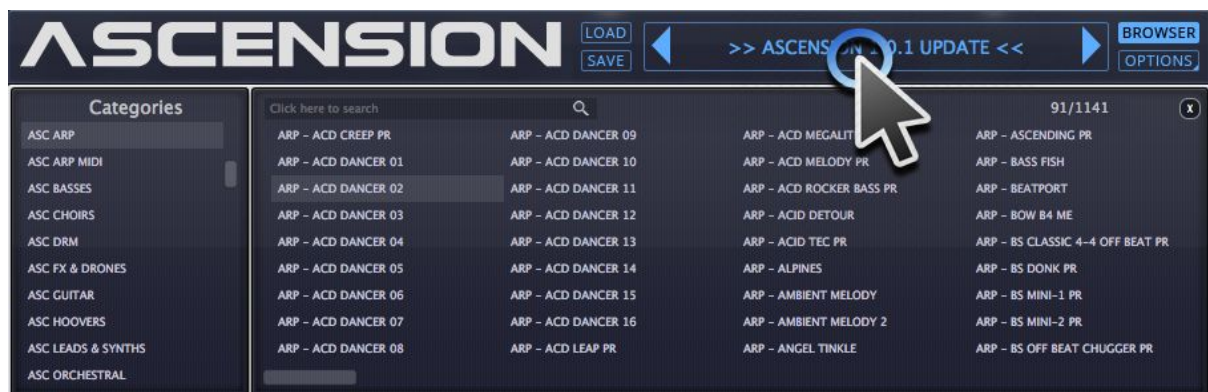 ASCENSION
LOAD
SAVE
>> ASCENSION 1.0.1 UPDATE <<
BROWSER
OPTIONS
Categories
ASC ARP
ASC ARP MIDI
ASC BASSES
ASC CHOIRS
ASC DRM
ASC FX & DRONES
ASC GUITAR
ASC HOOVERS
ASC LEADS & SYNTHS
ASC ORCHESTRAL
Click here to search
91/1141
X
ARP – ACD CREEP PR
ARP – ACD DANCER 01
ARP – ACD DANCER 02
ARP – ACD DANCER 03
ARP – ACD DANCER 04
ARP – ACD DANCER 05
ARP – ACD DANCER 06
ARP – ACD DANCER 07
ARP – ACD DANCER 08
ARP – ACD DANCER 09
ARP – ACD DANCER 10
ARP – ACD DANCER 11
ARP – ACD DANCER 12
ARP – ACD DANCER 13
ARP – ACD DANCER 14
ARP – ACD DANCER 15
ARP – ACD DANCER 16
ARP – ACD LEAP PR
ARP – ACD
ARP – ACD MELODY PR
ARP – ACD ROCKER BASS PR
ARP – ACID DETOUR
ARP – ACID TEC PR
ARP – ALPINES
ARP – AMBIENT MELODY
ARP – AMBIENT MELODY 2
ARP – ANGEL TINKLE
ARP – ASCENDING PR
ARP – BASS FISH
ARP – BEATPORT
ARP – BOW B4 ME
ARP – BS CLASSIC 4–4 OFF BEAT PR
ARP – BS DONK PR
ARP – BS MINI–1 PR
ARP – BS MINI–2 PR
ARP – BS OFF BEAT CHUGGER PR